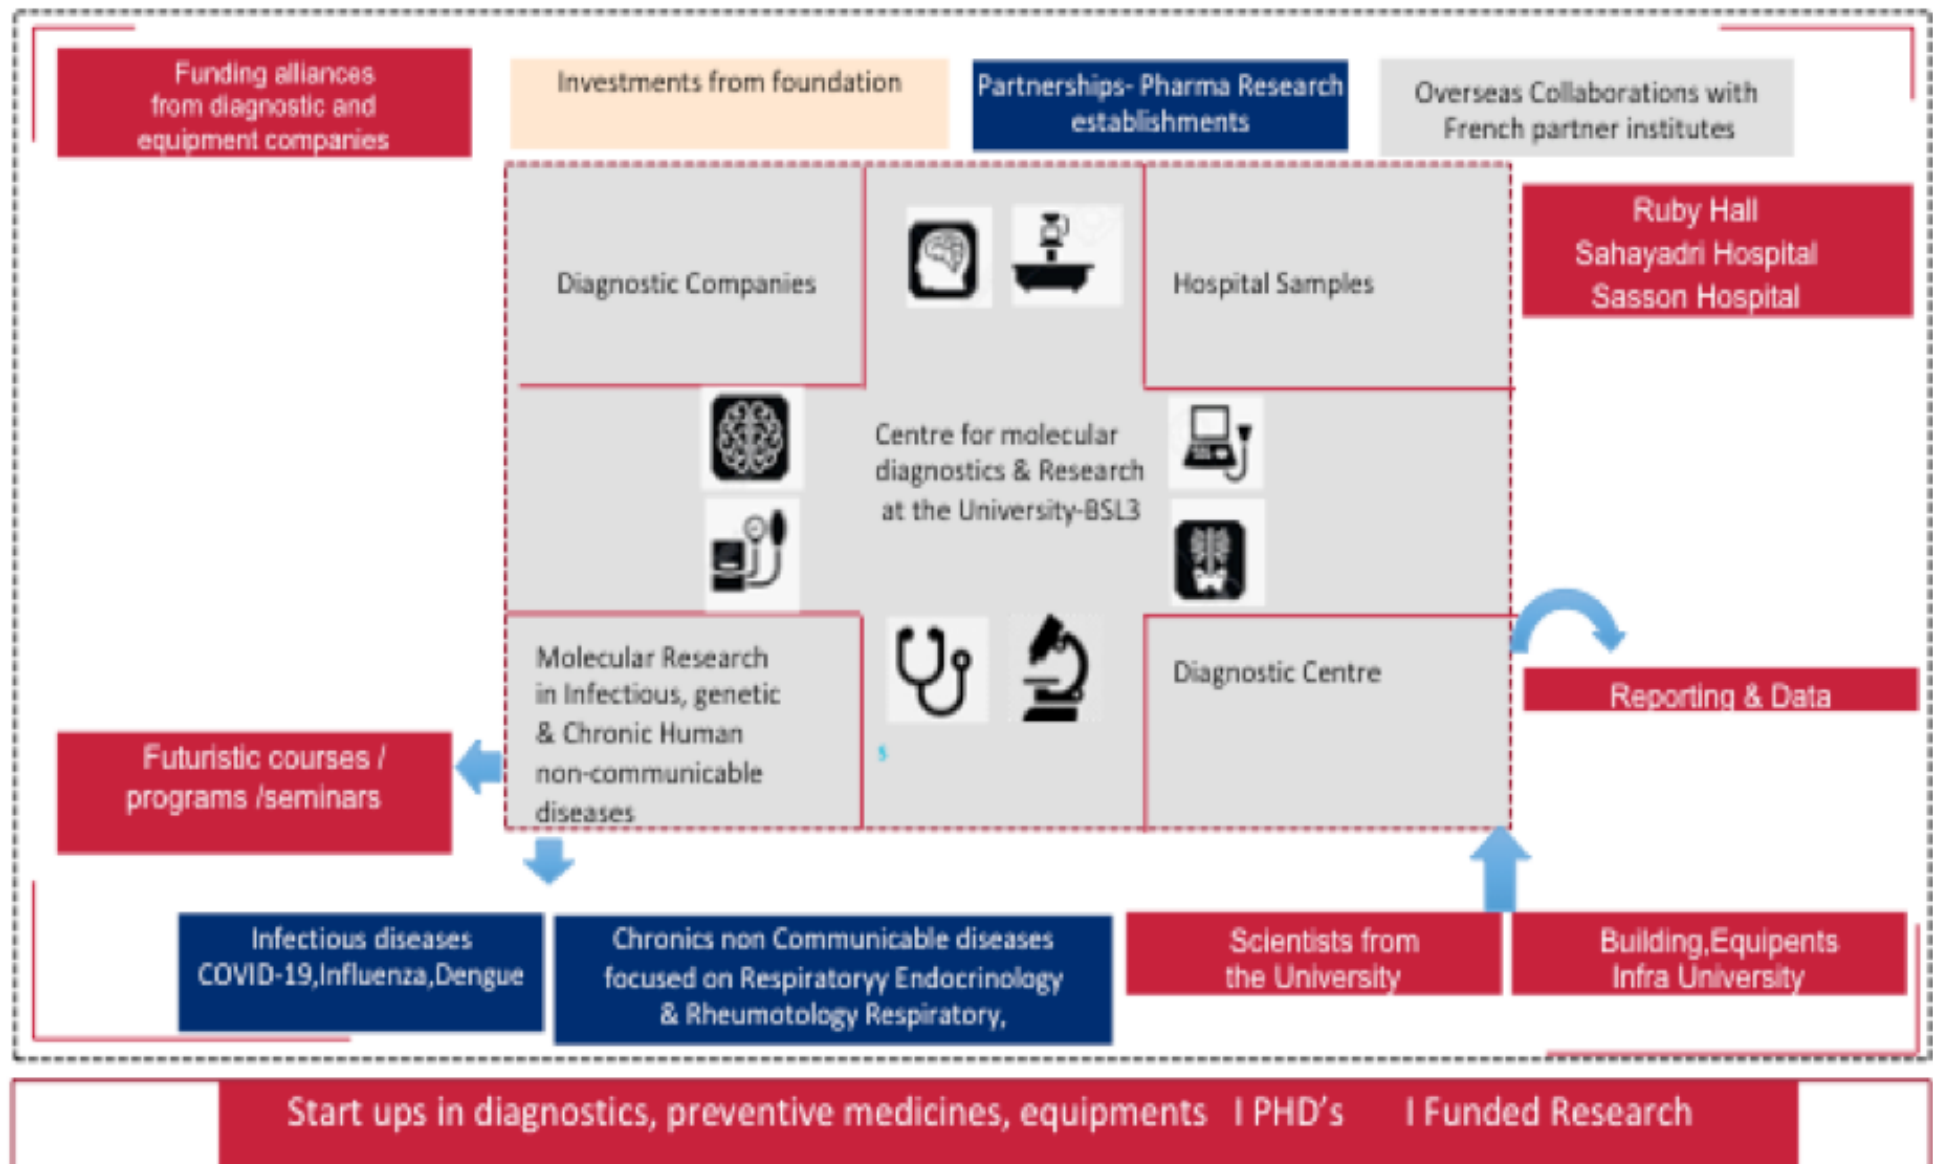 Funding alliances
from diagnostic and
equipment companies
Investments from foundation
Partnerships- Pharma Research
establishments
Overseas Collaborations with
French partner institutes
Ruby Hall
Sahayadri Hospital
Sasson Hospital
Diagnostic Companies
Hospital Samples
Centre for molecular
diagnostics & Research
at the University-BSL3
Molecular Research
in Infectious, genetic
& Chronic Human
non-communicable
diseases
Diagnostic Centre
Reporting & Data
Futuristic courses /
programs /seminars
s
Infectious diseases
COVID-19,Influenza,Dengue
Chronics non Communicable diseases
focused on Respiratoryy Endocrinology
& Rheumotology Respiratory,
Scientists from
the University
Building,Equipents
Infra University
Start ups in diagnostics, preventive medicines, equipments I PHD's I Funded Research